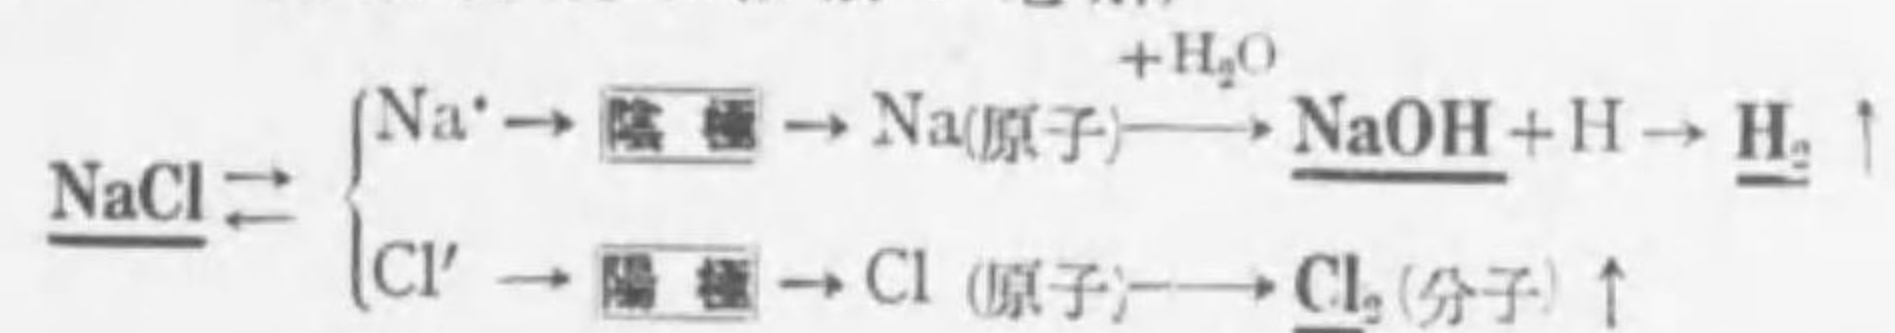 +H₂O
Na• → 陰極 → Na(原子) ⟶ NaOH + H → H₂ ↑
NaCl ⇄ {
Cl′ → 陽極 → Cl (原子) ⟶ Cl₂ (分子) ↑